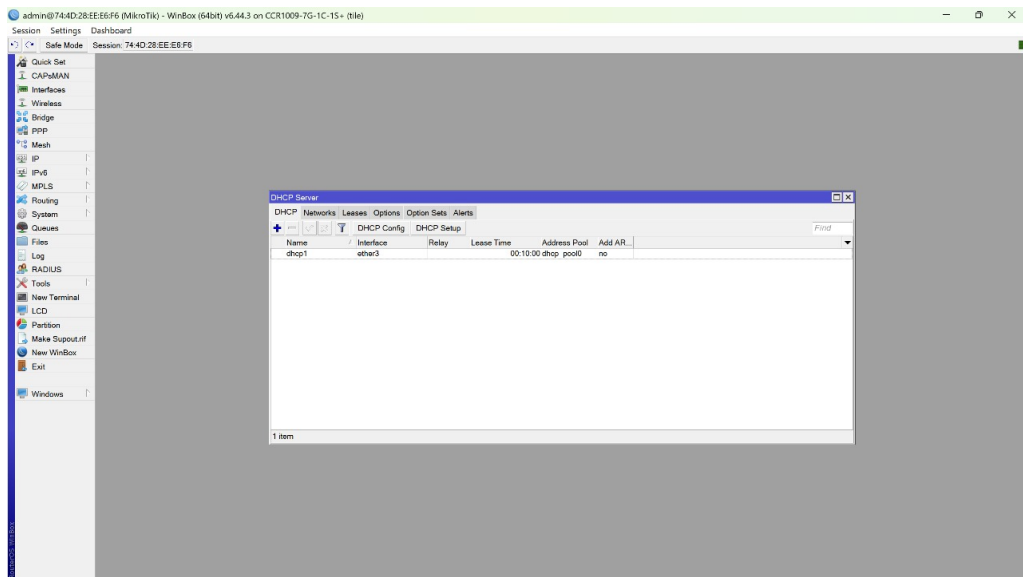 admin@74:4D:28:EE:E6:F6 (MikroTik) - WinBox (64bit) v6.44.3 on CCR1009-7G-1C-1S+ (tile)
Session Settings Dashboard
Safe Mode Session: 74:4D:28:EE:E6:F6
Quick Set
CAPsMAN
Interfaces
Wireless
Bridge
PPP
Mesh
IP
IPv6
MPLS
Routing
System
Queues
Files
Log
RADIUS
Tools
New Terminal
LCD
Partition
Make Supout.rif
New WinBox
Exit
Windows
RouterOS WinBox
DHCP Server
DHCP Networks Leases Options Option Sets Alerts
DHCP Config DHCP Setup Find
Name Interface Relay Lease Time Address Pool Add AR...
dhcp1 ether3 00:10:00 dhcp_pool0 no
1 item